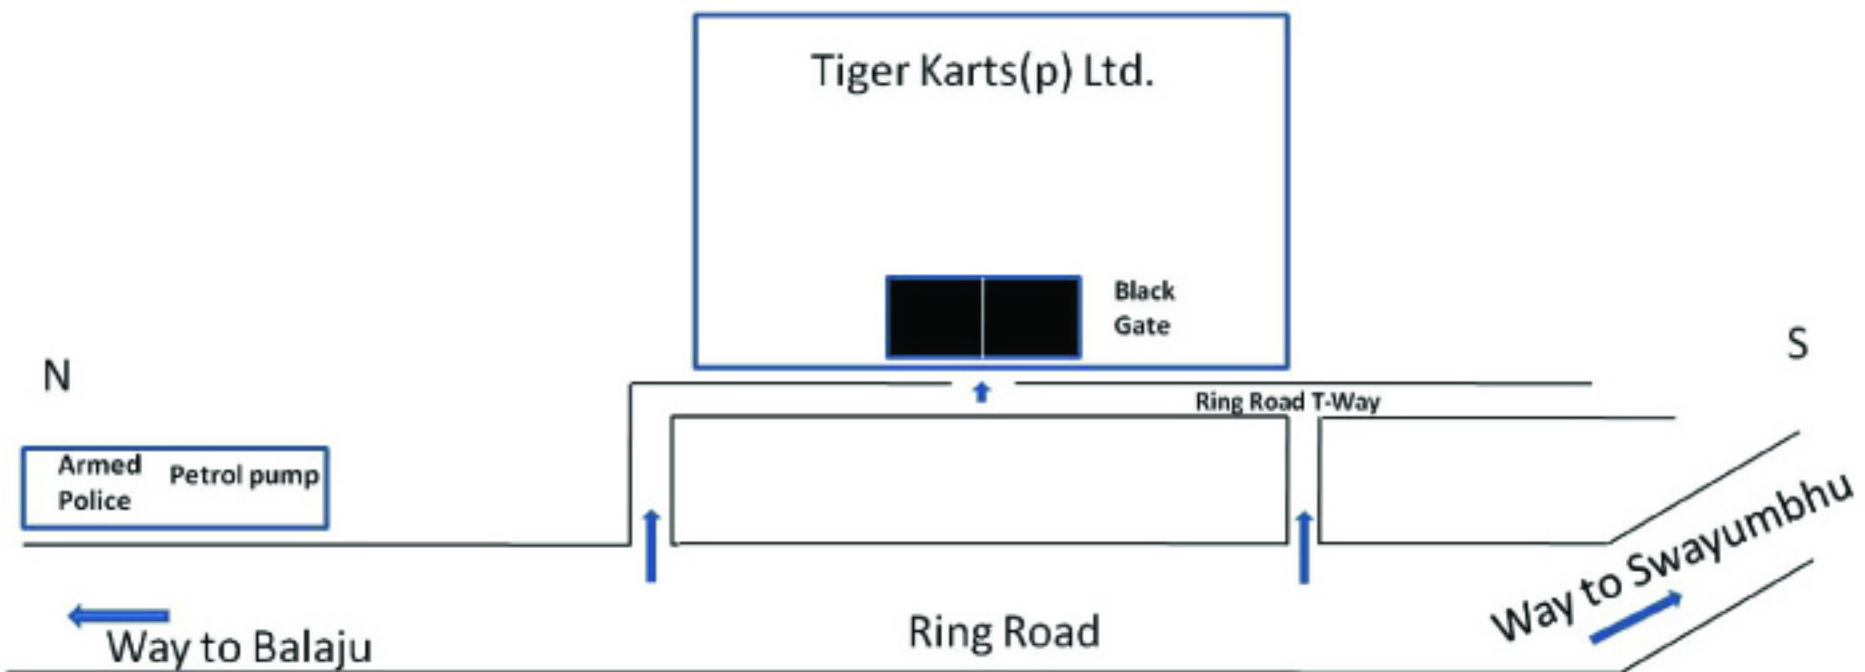 Tiger Karts(p) Ltd.
Black
Gate
N
S
Ring Road T-Way
Armed
Police
Petrol pump
Way to Swayumbhu
Way to Balaju
Ring Road